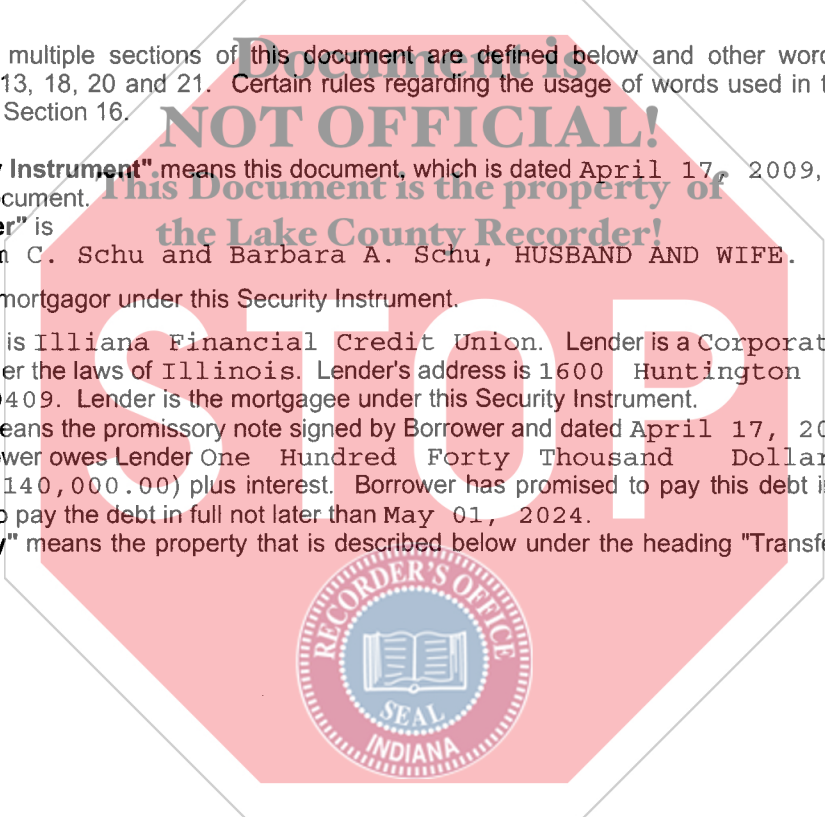 Document is
multiple sections of this document are defined below and other word
13, 18, 20 and 21. Certain rules regarding the usage of words used in t
Section 16.
NOT OFFICIAL!
y Instrument" means this document, which is dated April 17, 2009,
cument.
This Document is the property of
er" is
the Lake County Recorder!
m C. Schu and Barbara A. Schu, HUSBAND AND WIFE.
mortgagor under this Security Instrument.
is Illiana Financial Credit Union. Lender is a Corporat
er the laws of Illinois. Lender's address is 1600 Huntington
0409. Lender is the mortgagee under this Security Instrument.
eans the promissory note signed by Borrower and dated April 17, 20
wer owes Lender One Hundred Forty Thousand Dollar
140,000.00) plus interest. Borrower has promised to pay this debt i
o pay the debt in full not later than May 01, 2024.
y" means the property that is described below under the heading "Transfe
STOP
RECORDER'S OFFICE
SEAL
INDIANA